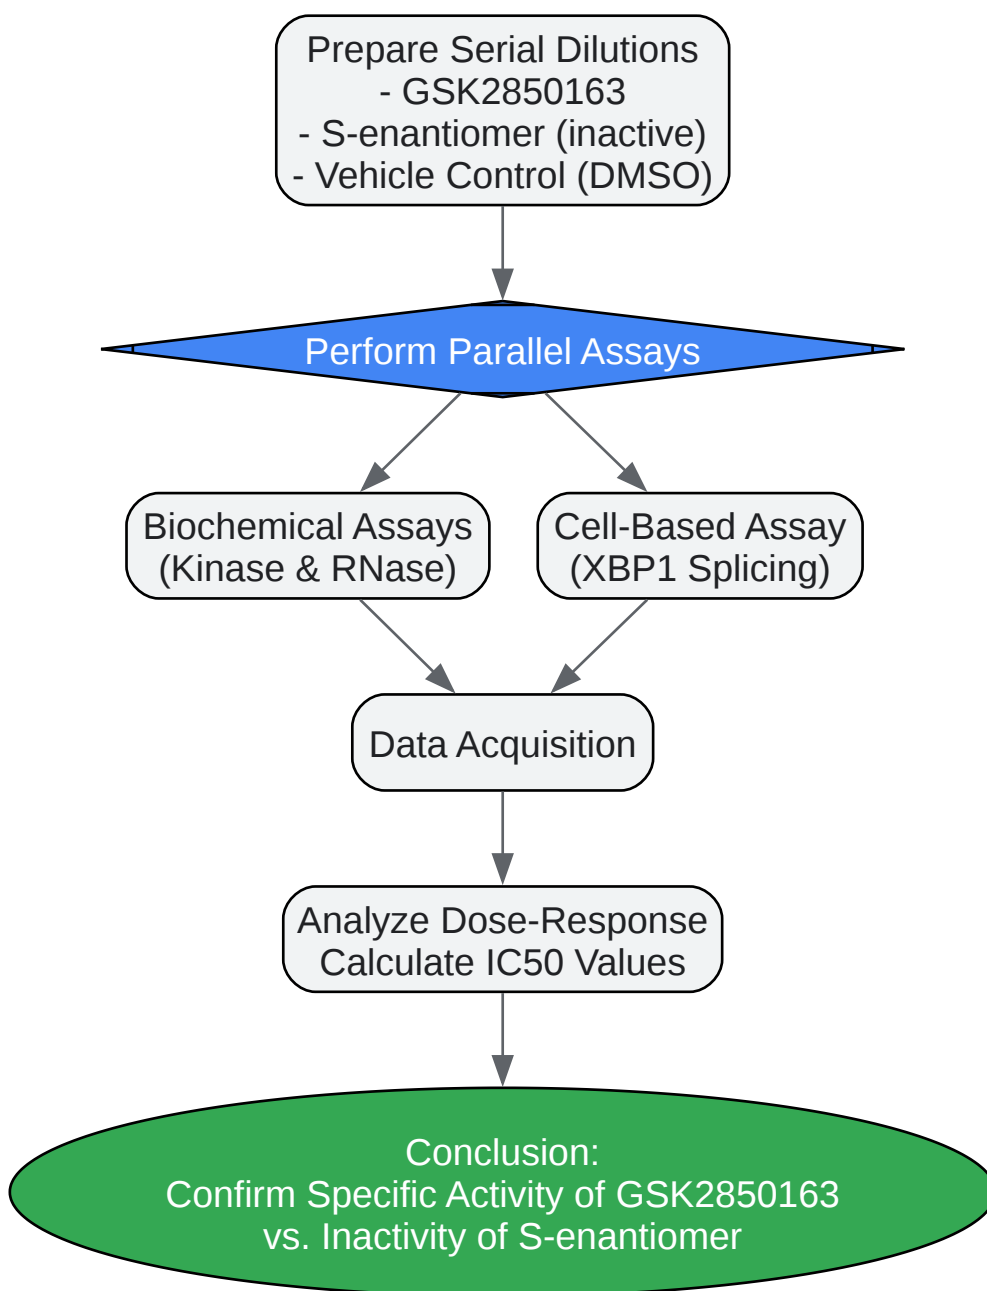 Prepare Serial Dilutions
- GSK2850163
- S-enantiomer (inactive)
- Vehicle Control (DMSO)
Perform Parallel Assays
Biochemical Assays
(Kinase & RNase)
Cell-Based Assay
(XBP1 Splicing)
Data Acquisition
Analyze Dose-Response
Calculate IC50 Values
Conclusion:
Confirm Specific Activity of GSK2850163
vs. Inactivity of S-enantiomer